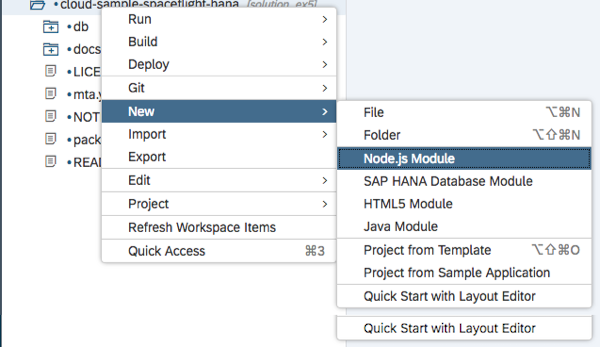 cloud-sample-spaceflight-hana [solution_ex5]
db
docs
LICE
mta.y
NOT
pack
READ
Run
Build
Deploy
Git
New
Import
Export
Edit
Project
Refresh Workspace Items
Quick Access ⌘3
File ⌥⌘N
Folder ⌥⇧⌘N
Node.js Module
SAP HANA Database Module
HTML5 Module
Java Module
Project from Template ⌥⇧⌘O
Project from Sample Application
Quick Start with Layout Editor
Quick Start with Layout Editor